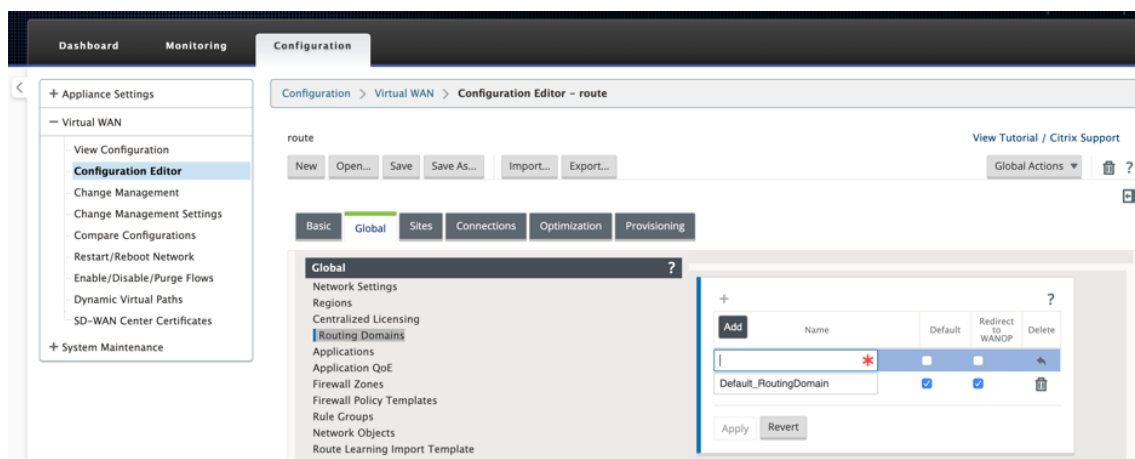 Dashboard Monitoring Configuration
+ Appliance Settings
− Virtual WAN
View Configuration
Configuration Editor
Change Management
Change Management Settings
Compare Configurations
Restart/Reboot Network
Enable/Disable/Purge Flows
Dynamic Virtual Paths
SD-WAN Center Certificates
+ System Maintenance
Configuration > Virtual WAN > Configuration Editor – route
route
View Tutorial / Citrix Support
New Open... Save Save As... Import... Export... Global Actions ?
Basic Global Sites Connections Optimization Provisioning
Global ?
Network Settings
Regions
Centralized Licensing
Routing Domains
Applications
Application QoE
Firewall Zones
Firewall Policy Templates
Rule Groups
Network Objects
Route Learning Import Template
+ ?
Add Name Default Redirect to WANOP Delete
*
Default_RoutingDomain
Apply Revert